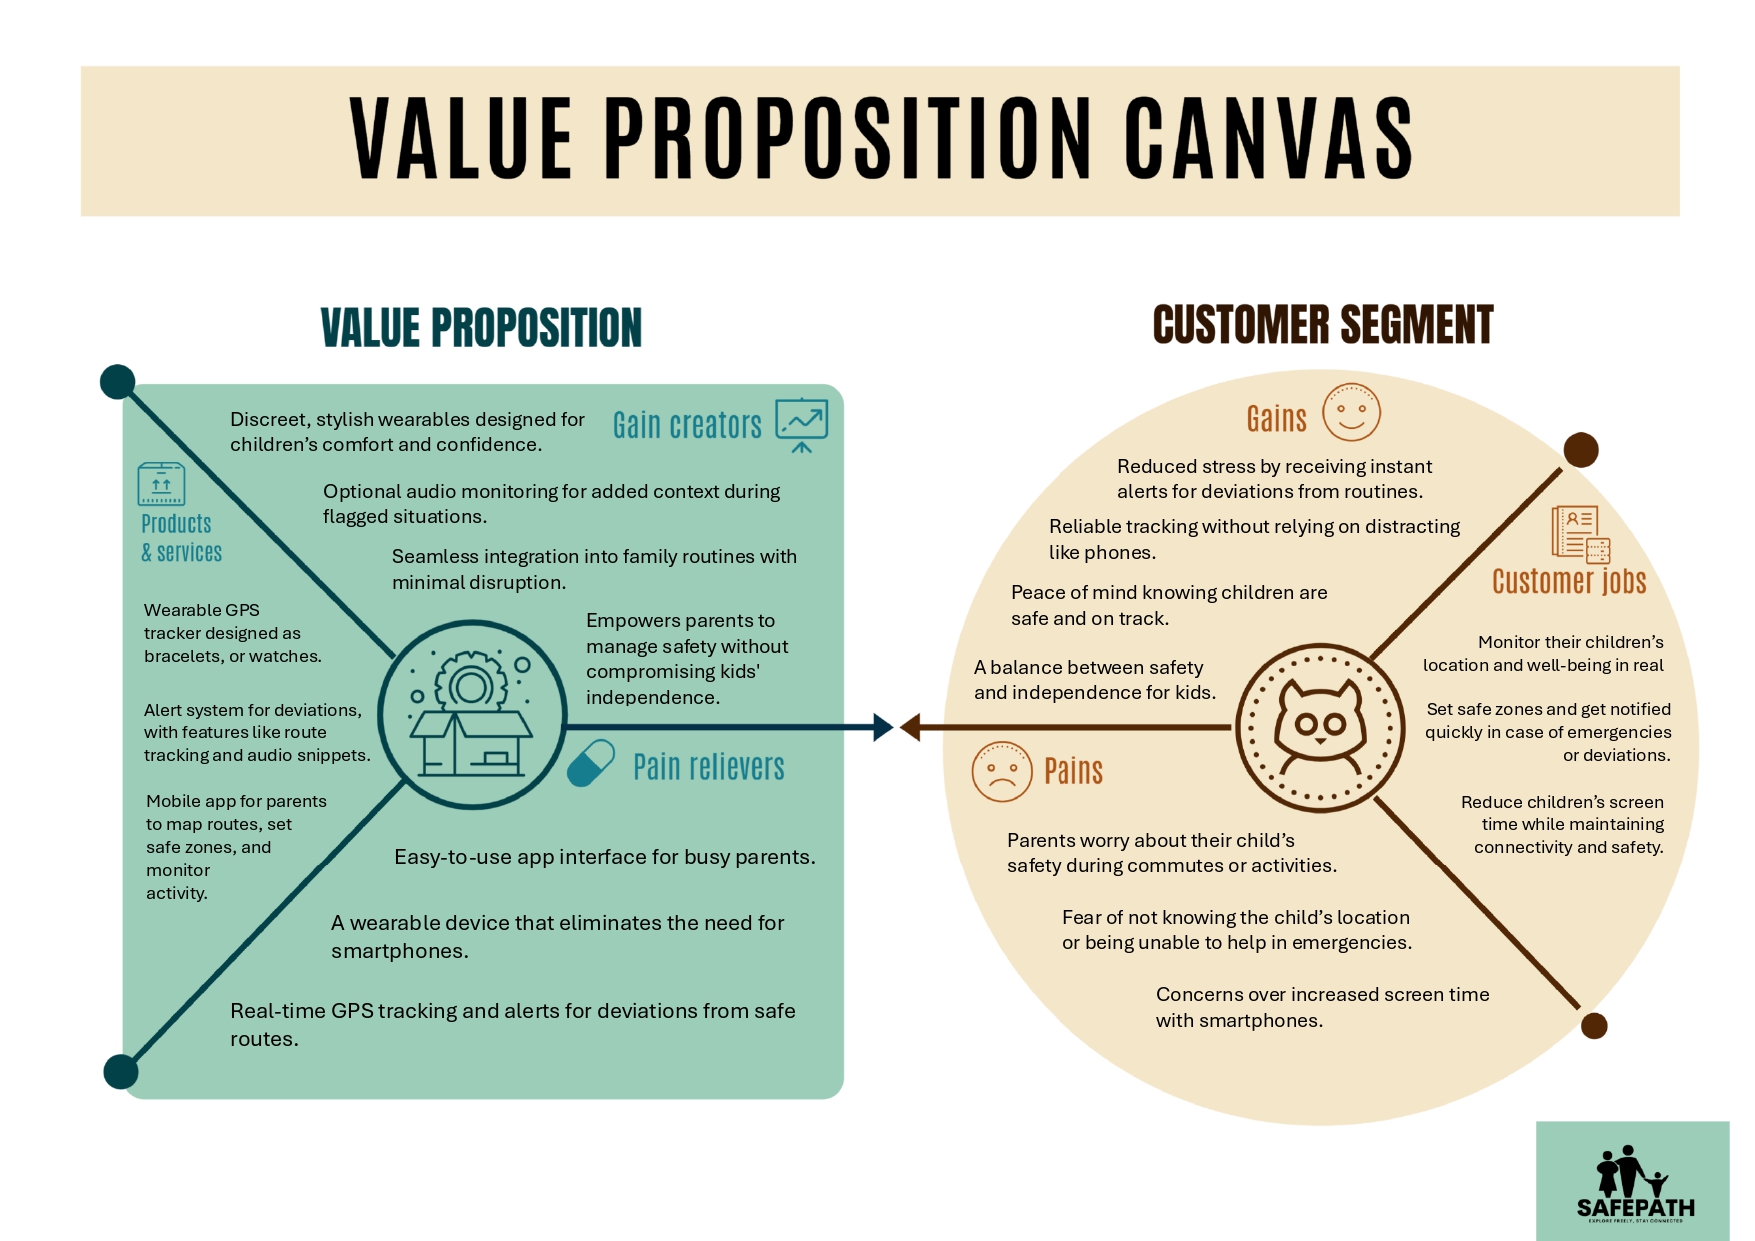 VALUE PROPOSITION CANVAS
VALUE PROPOSITION
Gain creators
Discreet, stylish wearables designed for
children's comfort and confidence.
Optional audio monitoring for added context during
flagged situations.
Seamless integration into family routines with
minimal disruption.
Empowers parents to
manage safety without
compromising kids'
independence.
Products
& services
Wearable GPS
tracker designed as
bracelets, or watches.
Alert system for deviations,
with features like route
tracking and audio snippets.
Mobile app for parents
to map routes, set
safe zones, and
monitor
activity.
Pain relievers
Easy-to-use app interface for busy parents.
A wearable device that eliminates the need for
smartphones.
Real-time GPS tracking and alerts for deviations from safe
routes.
CUSTOMER SEGMENT
Gains
Reduced stress by receiving instant
alerts for deviations from routines.
Reliable tracking without relying on distracting
like phones.
Peace of mind knowing children are
safe and on track.
A balance between safety
and independence for kids.
Customer jobs
Monitor their children's
location and well-being in real
Set safe zones and get notified
quickly in case of emergencies
or deviations.
Reduce children's screen
time while maintaining
connectivity and safety.
Pains
Parents worry about their child's
safety during commutes or activities.
Fear of not knowing the child's location
or being unable to help in emergencies.
Concerns over increased screen time
with smartphones.
SAFEPATH
EXPLORE FREELY, STAY CONNECTED